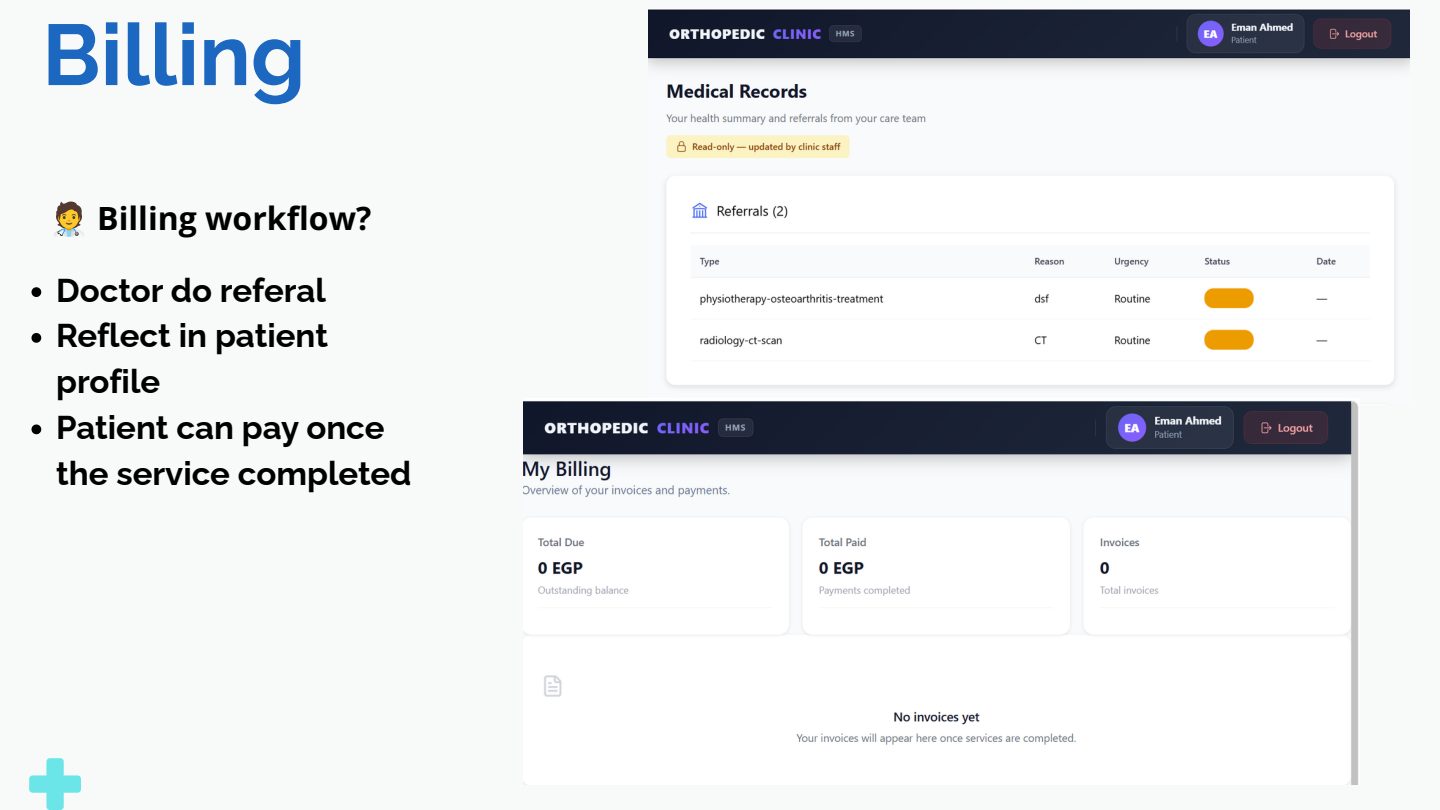 Billing
🧑‍⚕️ Billing workflow?
• Doctor do referal
• Reflect in patient
profile
• Patient can pay once
the service completed
ORTHOPEDIC CLINIC HMS
EA Eman Ahmed
Patient
Logout
Medical Records
Your health summary and referrals from your care team
Read-only — updated by clinic staff
Referrals (2)
Type Reason Urgency Status Date
physiotherapy-osteoarthritis-treatment dsf Routine —
radiology-ct-scan CT Routine —
ORTHOPEDIC CLINIC HMS
EA Eman Ahmed
Patient
Logout
My Billing
Overview of your invoices and payments.
Total Due
0 EGP
Outstanding balance
Total Paid
0 EGP
Payments completed
Invoices
0
Total invoices
No invoices yet
Your invoices will appear here once services are completed.